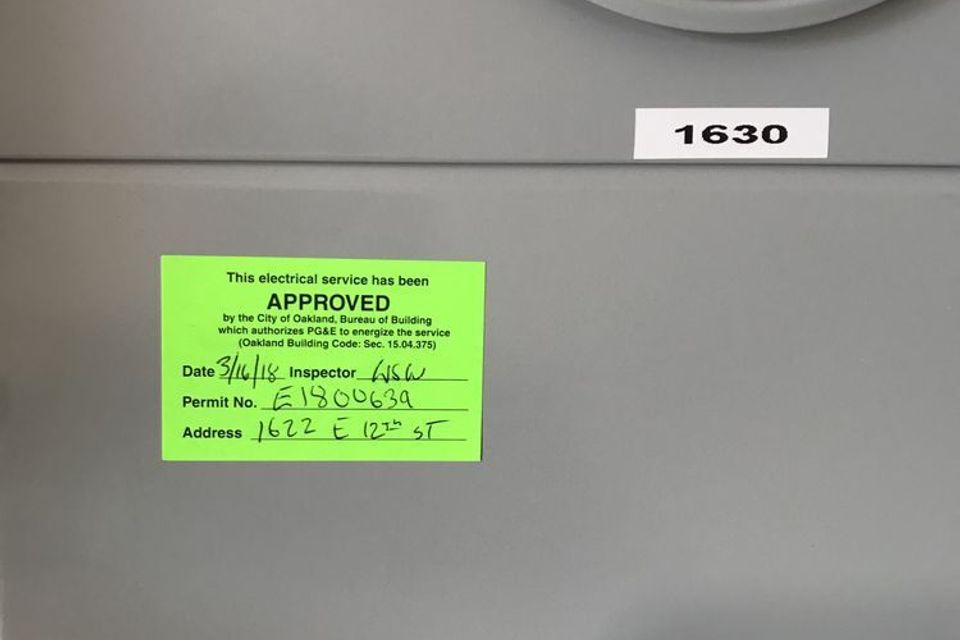 1630
This electrical service has been
APPROVED
by the City of Oakland, Bureau of Building
which authorizes PG&E to energize the service
(Oakland Building Code: Sec. 15.04.375)
Date 3/16/18 Inspector
Permit No. E1800639
Address 1622 E 12th ST